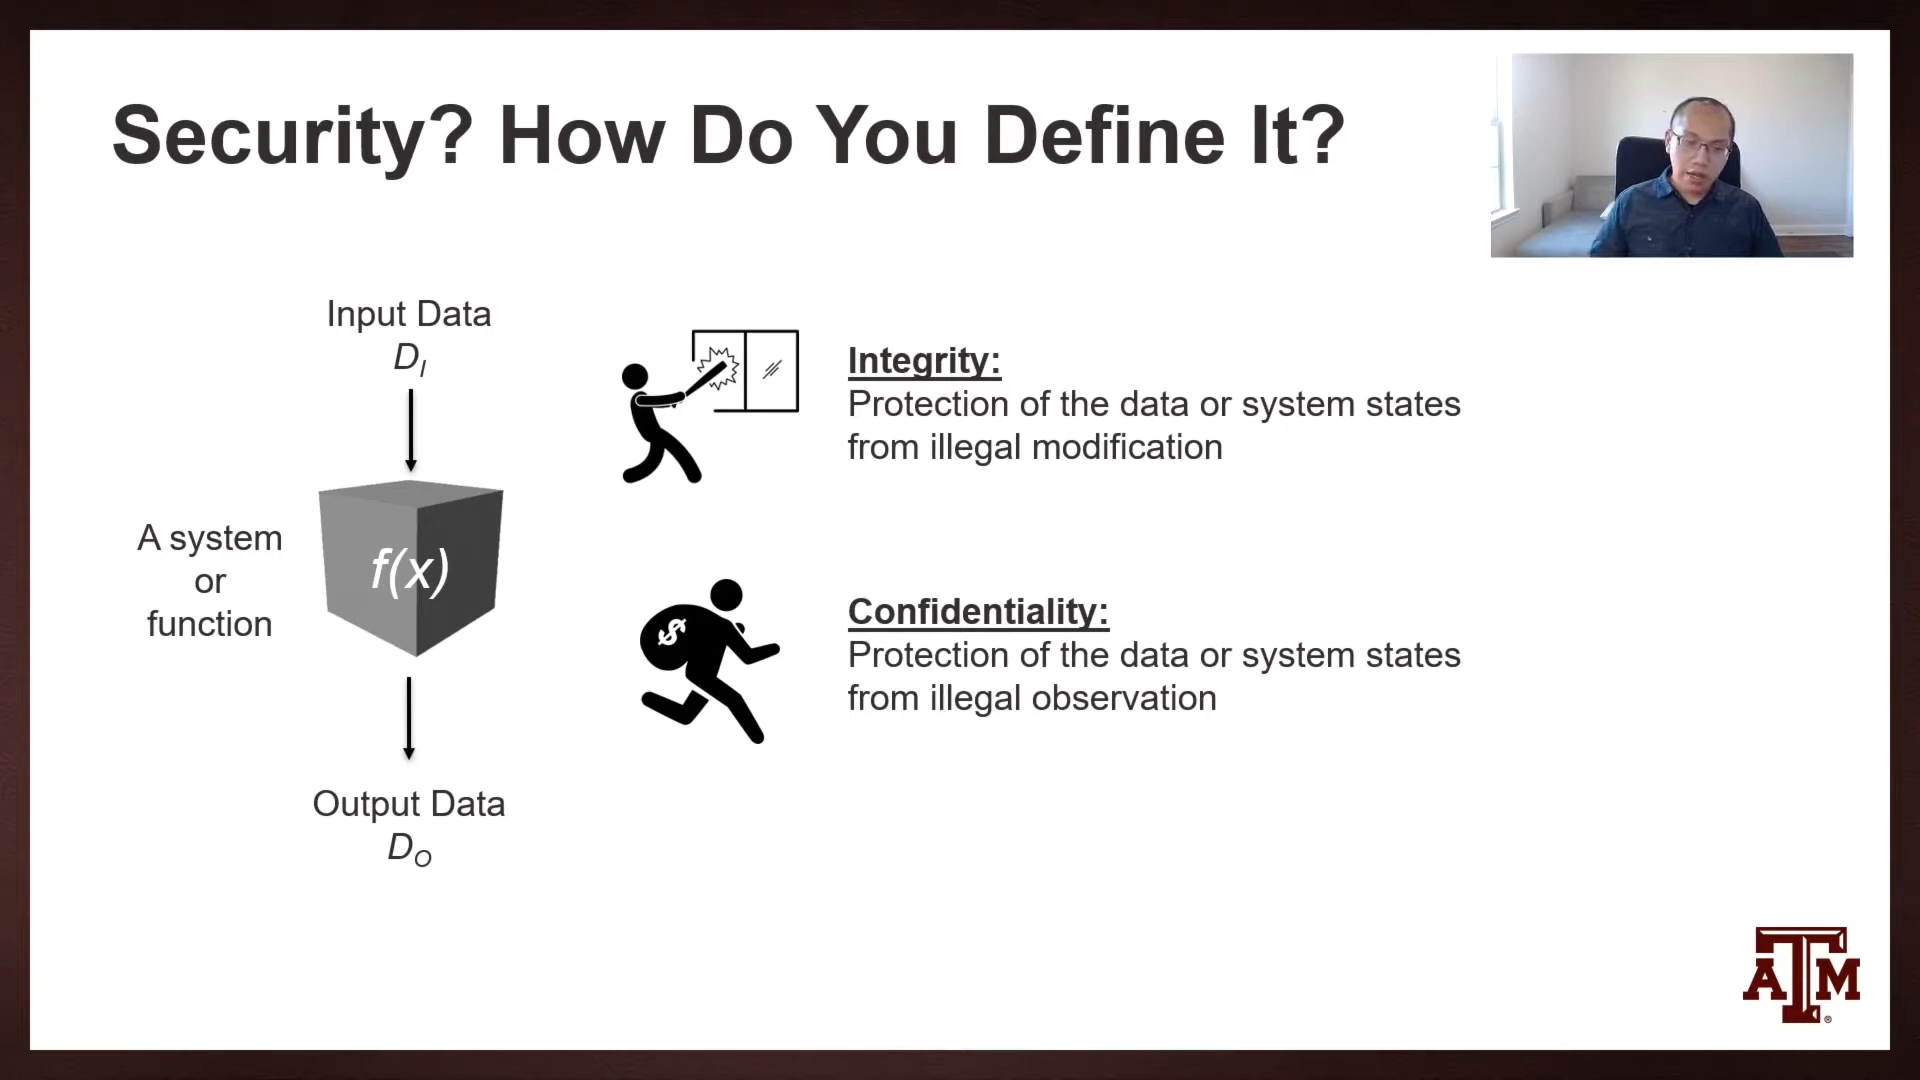 Security? How Do You Define It?
Input Data
D_I
A system
or
function
f(x)
Output Data
D_O
$
Integrity:
Protection of the data or system states
from illegal modification
Confidentiality:
Protection of the data or system states
from illegal observation
ATM®